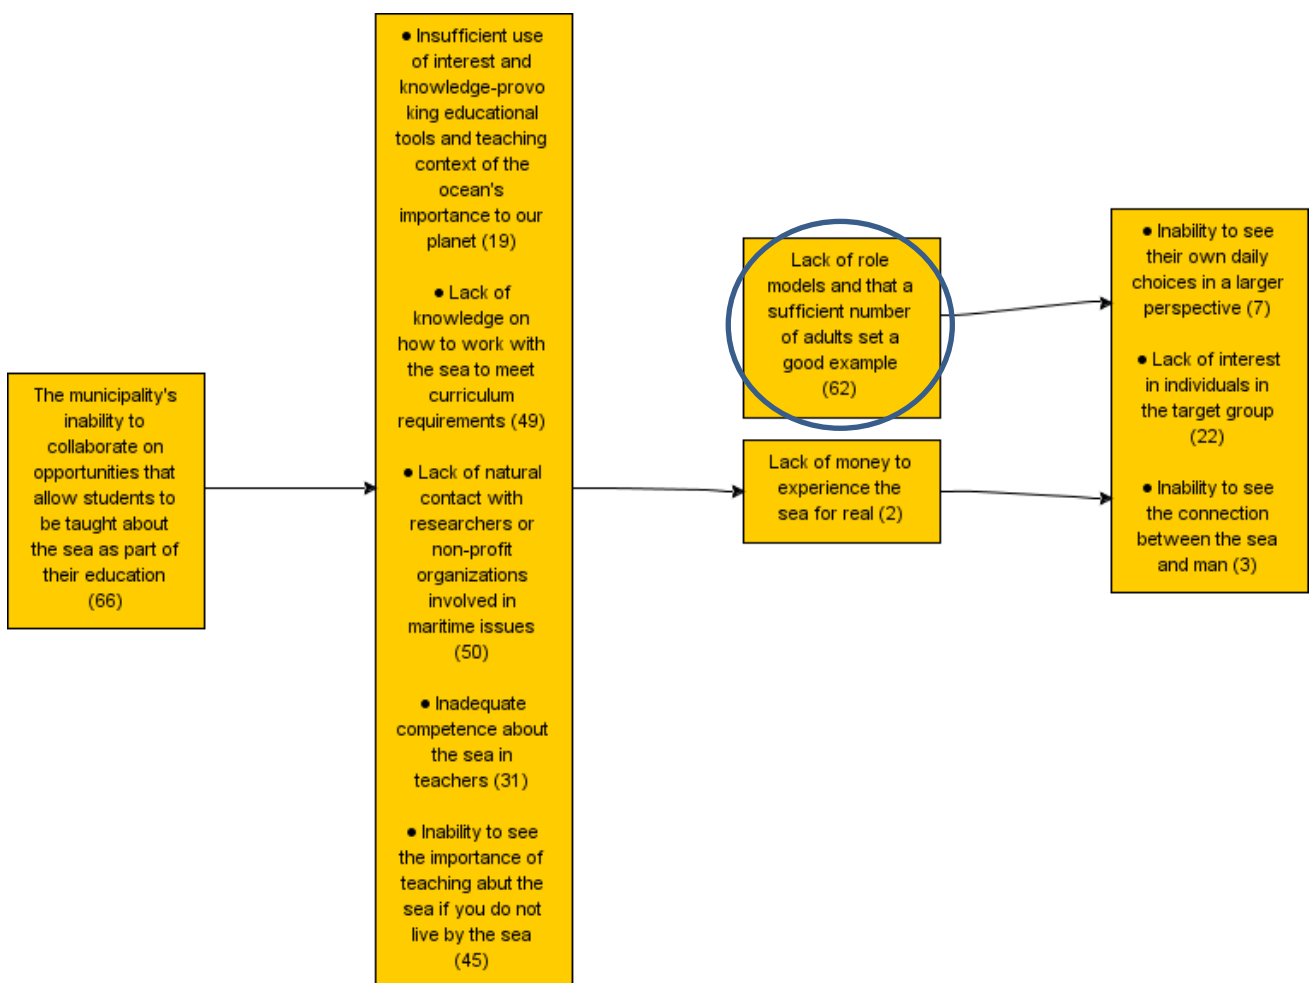 The municipality's
inability to
collaborate on
opportunities that
allow students to
be taught about
the sea as part of
their education
(66)
● Insufficient use
of interest and
knowledge-provo
king educational
tools and teaching
context of the
ocean's
importance to our
planet (19)
● Lack of
knowledge on
how to work with
the sea to meet
curriculum
requirements (49)
● Lack of natural
contact with
researchers or
non-profit
organizations
involved in
maritime issues
(50)
● Inadequate
competence about
the sea in
teachers (31)
● Inability to see
the importance of
teaching abut the
sea if you do not
live by the sea
(45)
Lack of role
models and that a
sufficient number
of adults set a
good example
(62)
Lack of money to
experience the
sea for real (2)
● Inability to see
their own daily
choices in a larger
perspective (7)
● Lack of interest
in individuals in
the target group
(22)
● Inability to see
the connection
between the sea
and man (3)